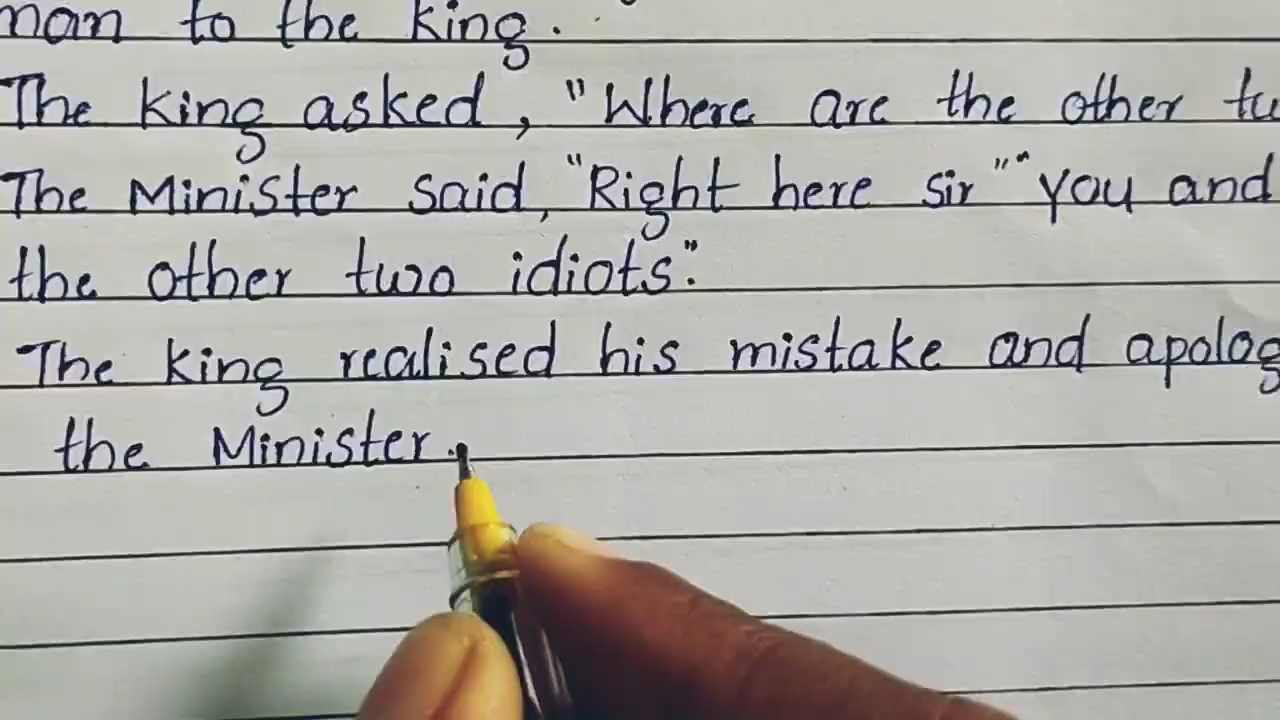 man to the king.
The king asked, "Where are the other
The Minister said, "Right here sir" "you and
the other two idiots".
The king realised his mistake and
the Minister.